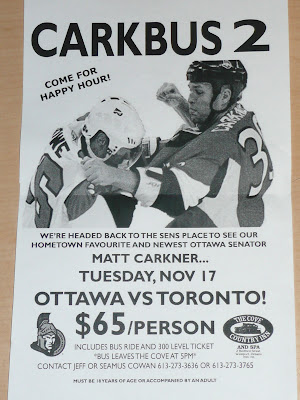 CARKBUS 2
COME FOR
HAPPY HOUR!
WE'RE HEADED BACK TO THE SENS PLACE TO SEE OUR
HOMETOWN FAVOURITE AND NEWEST OTTAWA SENATOR
MATT CARKNER...
TUESDAY, NOV 17
OTTAWA VS TORONTO!
$65/PERSON
INCLUDES BUS RIDE AND 300 LEVEL TICKET
*BUS LEAVES THE COVE AT 5PM*
CONTACT JEFF OR SEAMUS COWAN 613-273-3636 OR 613-273-3765
THE COVE
COUNTRY INN
AND SPA
MUST BE 18 YEARS OF AGE OR ACCOMPANIED BY AN ADULT